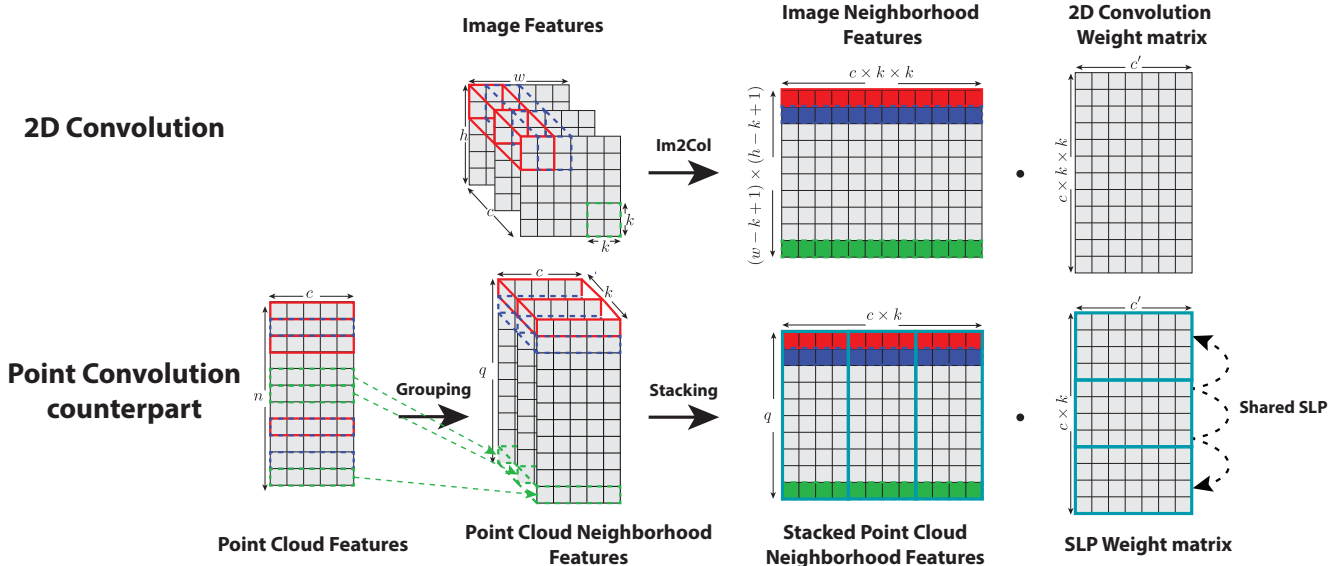 Image Features
Image Neighborhood
Features
2D Convolution
Weight matrix
2D Convolution
w
h
c
k
k
Im2Col
c × k × k
(w − k + 1) × (h − k + 1)
•
c′
c × k × k
Point Convolution
counterpart
c
n
Grouping
c
k
q
Stacking
c × k
q
•
c′
c × k
Shared SLP
Point Cloud Features
Point Cloud Neighborhood
Features
Stacked Point Cloud
Neighborhood Features
SLP Weight matrix